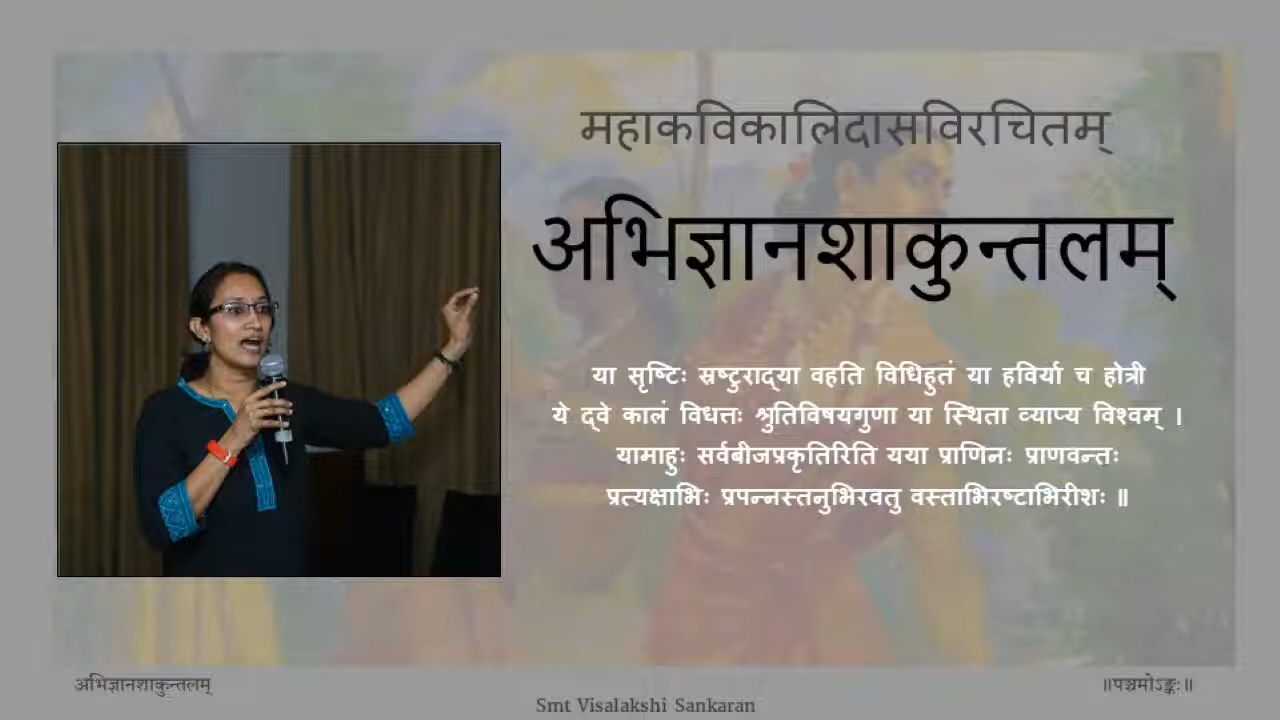 महाकविकालिदासविरचितम्
अभिज्ञानशाकुन्तलम्
या सृष्टिः स्रष्टुराद्या वहति विधिहुतं या हविर्या च होत्री
ये द्वे कालं विधत्तः श्रुतिविषयगुणा या स्थिता व्याप्य विश्वम् ।
यामाहुः सर्वबीजप्रकृतिरिति यया प्राणिनः प्राणवन्तः
प्रत्यक्षाभिः प्रपन्नस्तनुभिरवतु वस्ताभिरष्टाभिरीशः ॥
अभिज्ञानशाकुन्तलम्
॥पञ्चमोऽङ्कः॥
Smt Visalakshi Sankaran